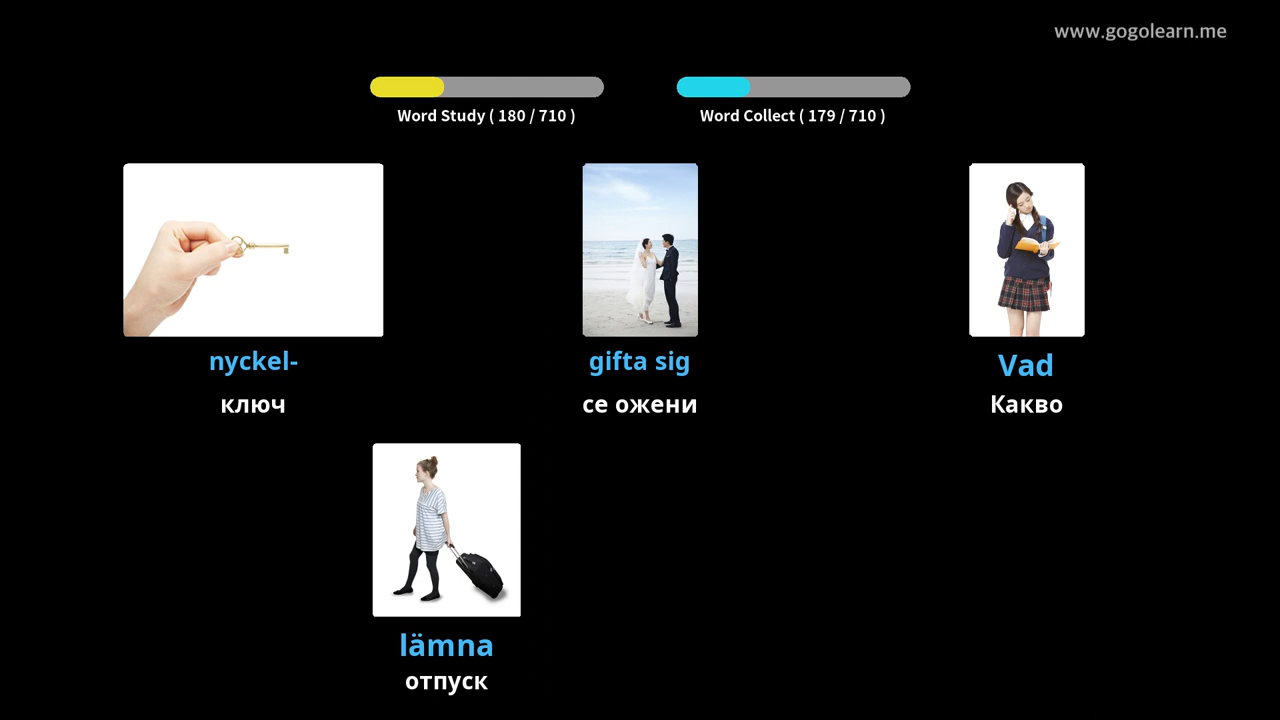 www.gogolearn.me
Word Study ( 180 / 710 )
Word Collect ( 179 / 710 )
nyckel-
ключ
gifta sig
се ожени
Vad
Какво
lämna
отпуск